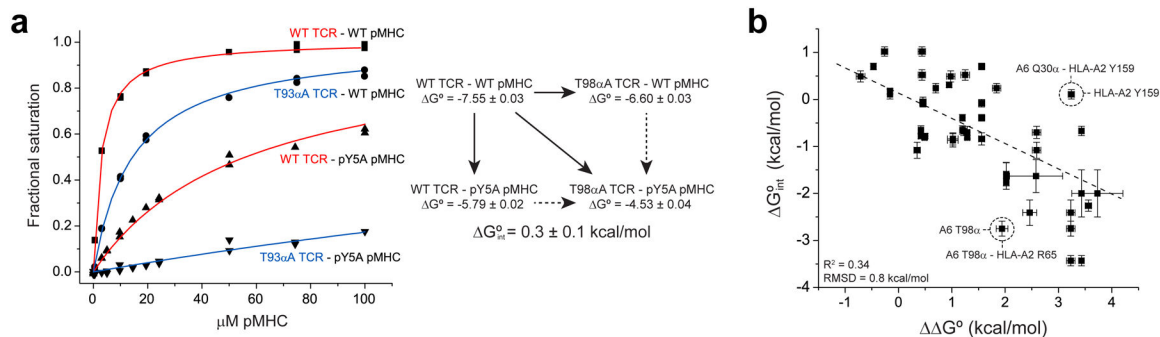 a
Fractional saturation
1.0
0.8
0.6
0.4
0.2
0.0
0
20
40
60
80
100
μM pMHC
WT TCR - WT pMHC
T93αA TCR - WT pMHC
WT TCR - pY5A pMHC
T93αA TCR - pY5A pMHC
WT TCR - WT pMHC
ΔG° = -7.55 ± 0.03
T98αA TCR - WT pMHC
ΔG° = -6.60 ± 0.03
WT TCR - pY5A pMHC
ΔG° = -5.79 ± 0.02
T98αA TCR - pY5A pMHC
ΔG° = -4.53 ± 0.04
ΔG°int = 0.3 ± 0.1 kcal/mol
b
ΔG°int (kcal/mol)
2
1
0
-1
-2
-3
-4
-1
0
1
2
3
4
5
ΔΔG° (kcal/mol)
A6 Q30α - HLA-A2 Y159
- HLA-A2 Y159
A6 T98α -
A6 T98α - HLA-A2 R65
R² = 0.34
RMSD = 0.8 kcal/mol